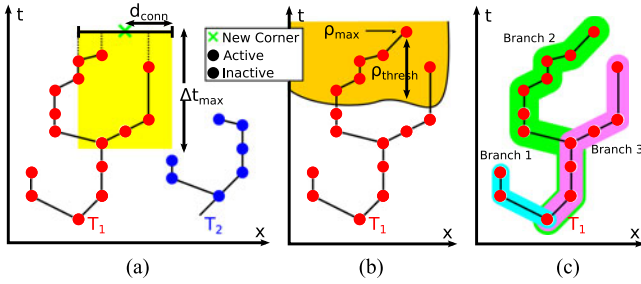 t
d_conn
New Corner
Active
Inactive
Δt_max
T_1
T_2
x
(a)
t
ρ_max
ρ_thresh
T_1
x
(b)
t
Branch 2
Branch 1
Branch 3
T_1
x
(c)